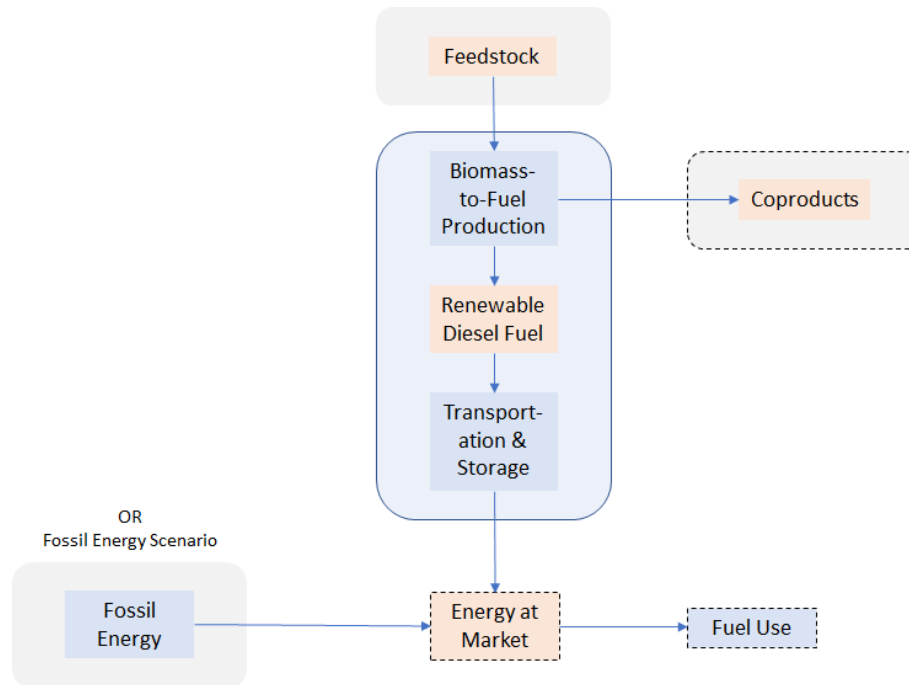 Feedstock
Biomass-
to-Fuel
Production
Coproducts
Renewable
Diesel Fuel
Transport-
ation &
Storage
OR
Fossil Energy Scenario
Fossil
Energy
Energy at
Market
Fuel Use